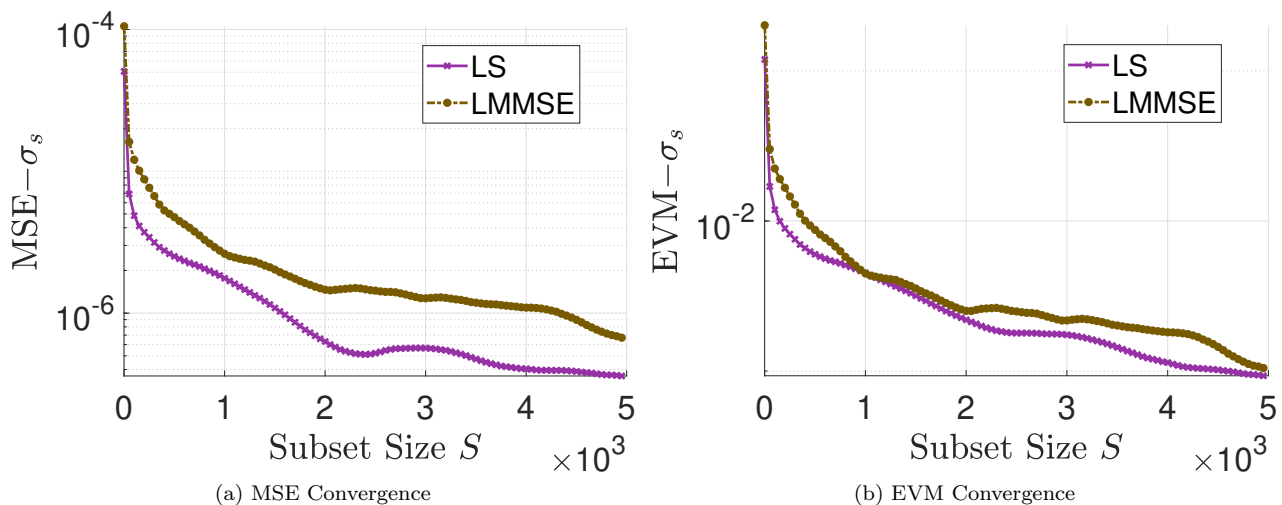 10^-4
10^-6
MSE−σ_s
LS
LMMSE
0 1 2 3 4 5
Subset Size S
×10^3
(a) MSE Convergence
10^-2
EVM−σ_s
LS
LMMSE
0 1 2 3 4 5
Subset Size S
×10^3
(b) EVM Convergence